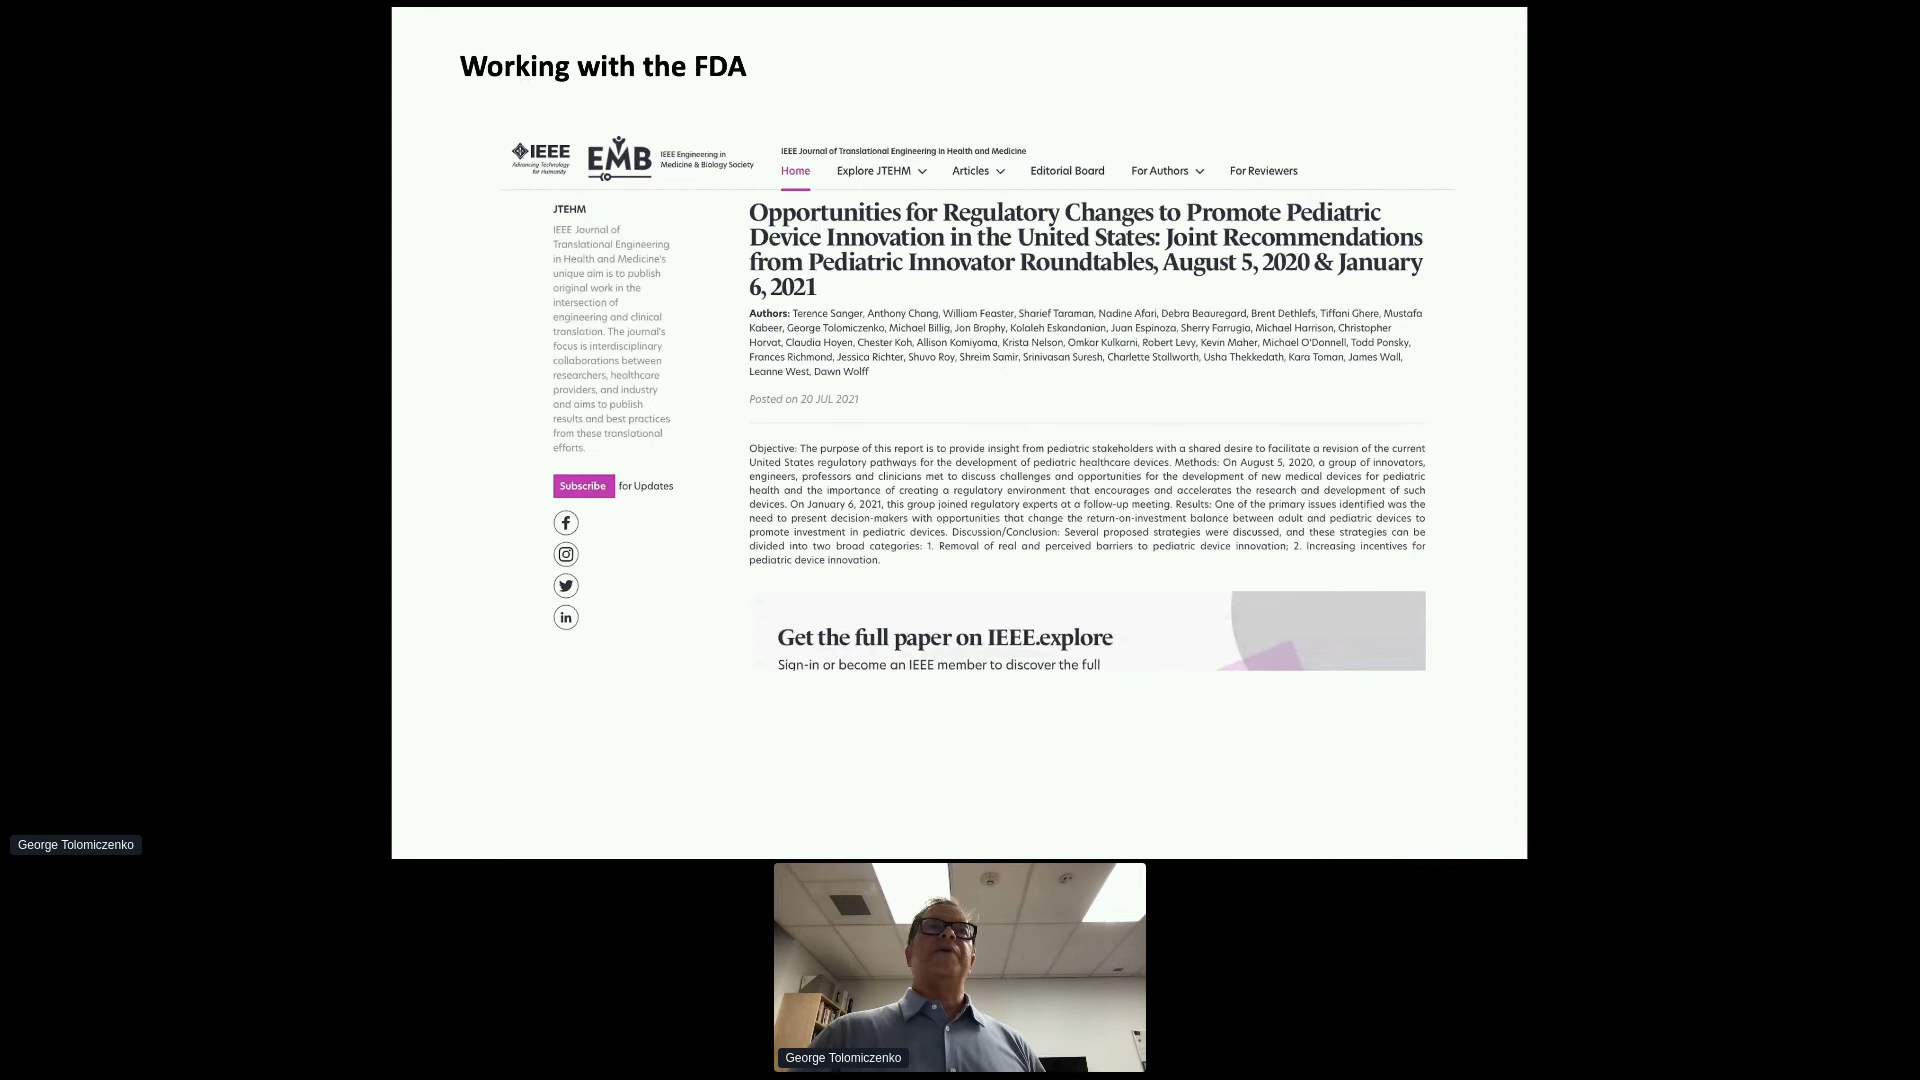 Working with the FDA
IEEE
Advancing Technology
for Humanity
EMB
IEEE Engineering in
Medicine & Biology Society
IEEE Journal of Translational Engineering in Health and Medicine
Home Explore JTEHM Articles Editorial Board For Authors For Reviewers
JTEHM
IEEE Journal of
Translational Engineering
in Health and Medicine's
unique aim is to publish
original work in the
intersection of
engineering and clinical
translation. The journal's
focus is interdisciplinary
collaborations between
researchers, healthcare
providers, and industry
and aims to publish
results and best practices
from these translational
efforts.
Subscribe for Updates
Opportunities for Regulatory Changes to Promote Pediatric
Device Innovation in the United States: Joint Recommendations
from Pediatric Innovator Roundtables, August 5, 2020 & January
6, 2021
Authors: Terence Sanger, Anthony Chang, William Feaster, Sharief Taraman, Nadine Afari, Debra Beauregard, Brent Dethlefs, Tiffani Ghere, Mustafa
Kabeer, George Tolomiczenko, Michael Billig, Jon Brophy, Kolaleh Eskandanian, Juan Espinoza, Sherry Farrugia, Michael Harrison, Christopher
Horvat, Claudia Hoyen, Chester Koh, Allison Komiyama, Krista Nelson, Omkar Kulkarni, Robert Levy, Kevin Maher, Michael O'Donnell, Todd Ponsky,
Frances Richmond, Jessica Richter, Shuvo Roy, Shreim Samir, Srinivasan Suresh, Charlette Stallworth, Usha Thekkedath, Kara Toman, James Wall,
Leanne West, Dawn Wolff
Posted on 20 JUL 2021
Objective: The purpose of this report is to provide insight from pediatric stakeholders with a shared desire to facilitate a revision of the current
United States regulatory pathways for the development of pediatric healthcare devices. Methods: On August 5, 2020, a group of innovators,
engineers, professors and clinicians met to discuss challenges and opportunities for the development of new medical devices for pediatric
health and the importance of creating a regulatory environment that encourages and accelerates the research and development of such
devices. On January 6, 2021, this group joined regulatory experts at a follow-up meeting. Results: One of the primary issues identified was the
need to present decision-makers with opportunities that change the return-on-investment balance between adult and pediatric devices to
promote investment in pediatric devices. Discussion/Conclusion: Several proposed strategies were discussed, and these strategies can be
divided into two broad categories: 1. Removal of real and perceived barriers to pediatric device innovation; 2. Increasing incentives for
pediatric device innovation.
Get the full paper on IEEE.explore
Sign-in or become an IEEE member to discover the full
George Tolomiczenko
George Tolomiczenko